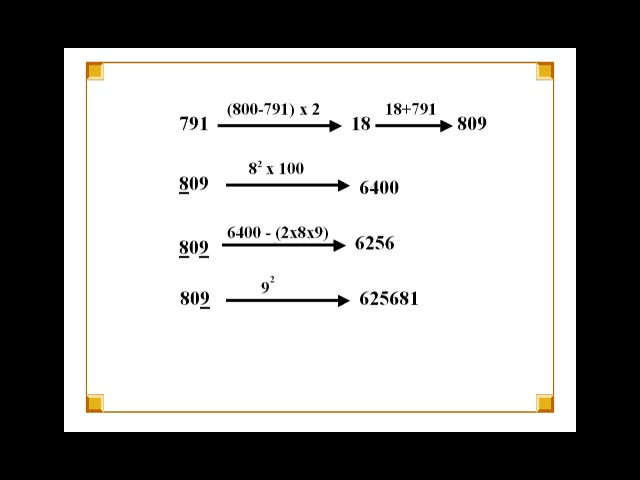 (800-791) x 2 18+791
791 18 809
8² x 100
809 6400
6400 - (2x8x9)
809 6256
9²
809 625681